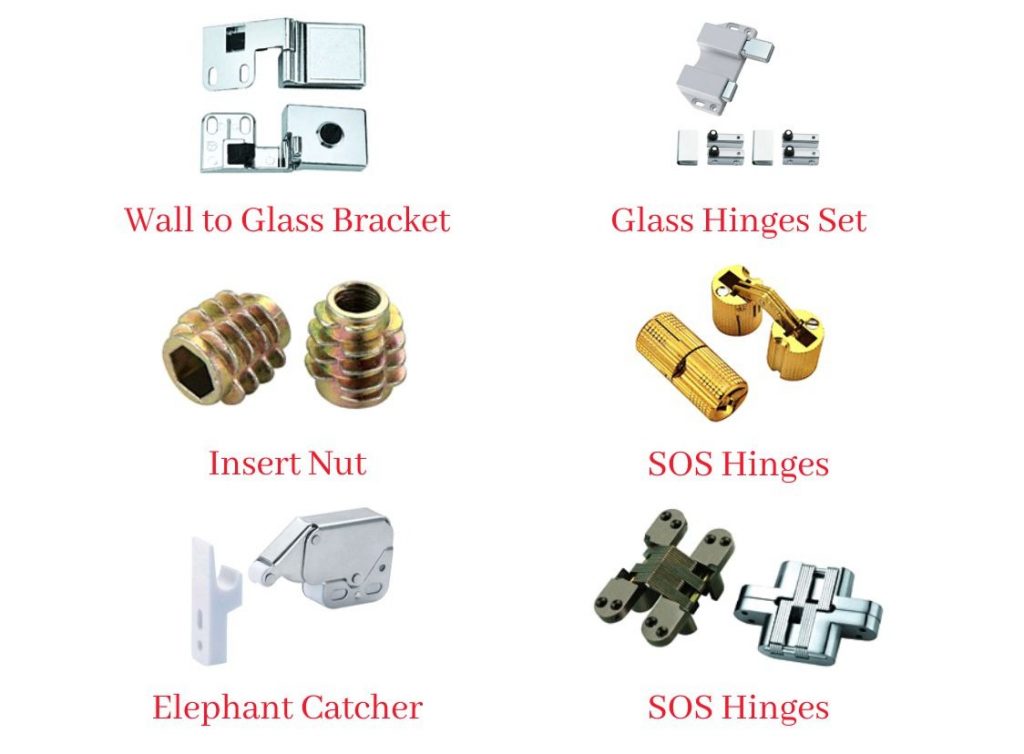 Wall to Glass Bracket
Glass Hinges Set
Insert Nut
SOS Hinges
Elephant Catcher
SOS Hinges